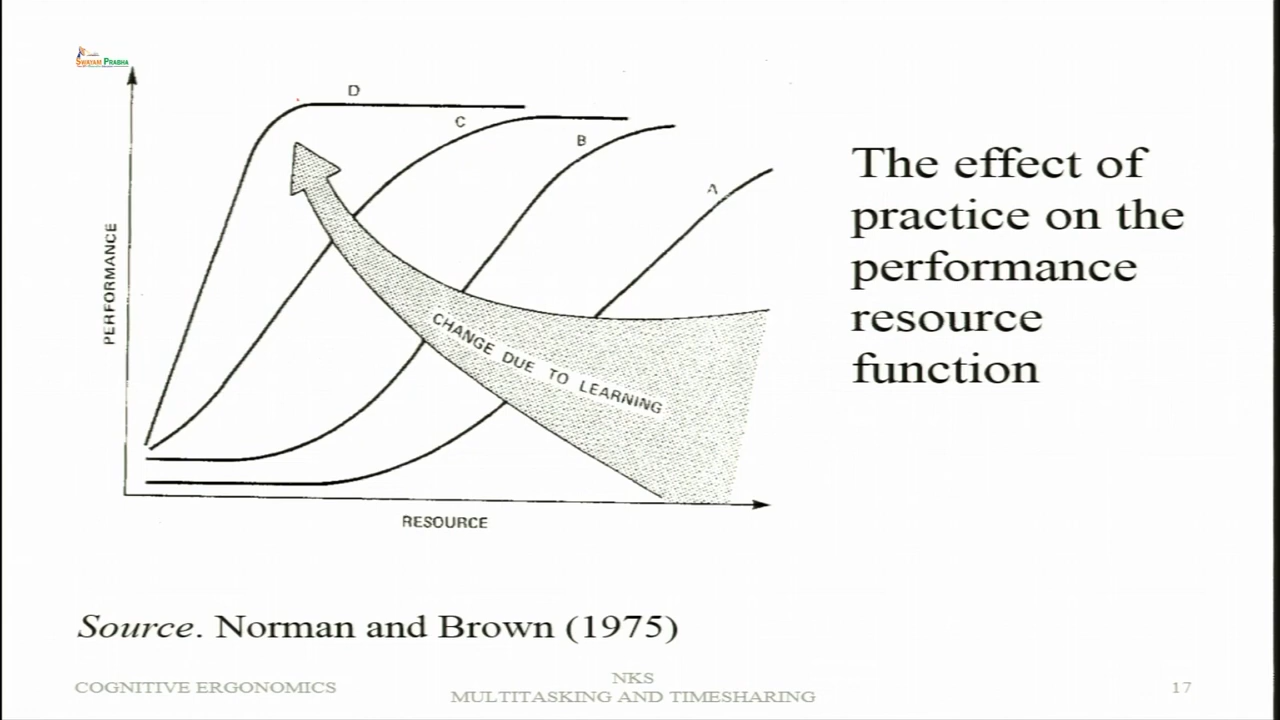 SWAYAM PRABHA
D
C
B
A
PERFORMANCE
CHANGE DUE TO LEARNING
RESOURCE
The effect of
practice on the
performance
resource
function
Source. Norman and Brown (1975)
COGNITIVE ERGONOMICS
NKS
MULTITASKING AND TIMESHARING
17